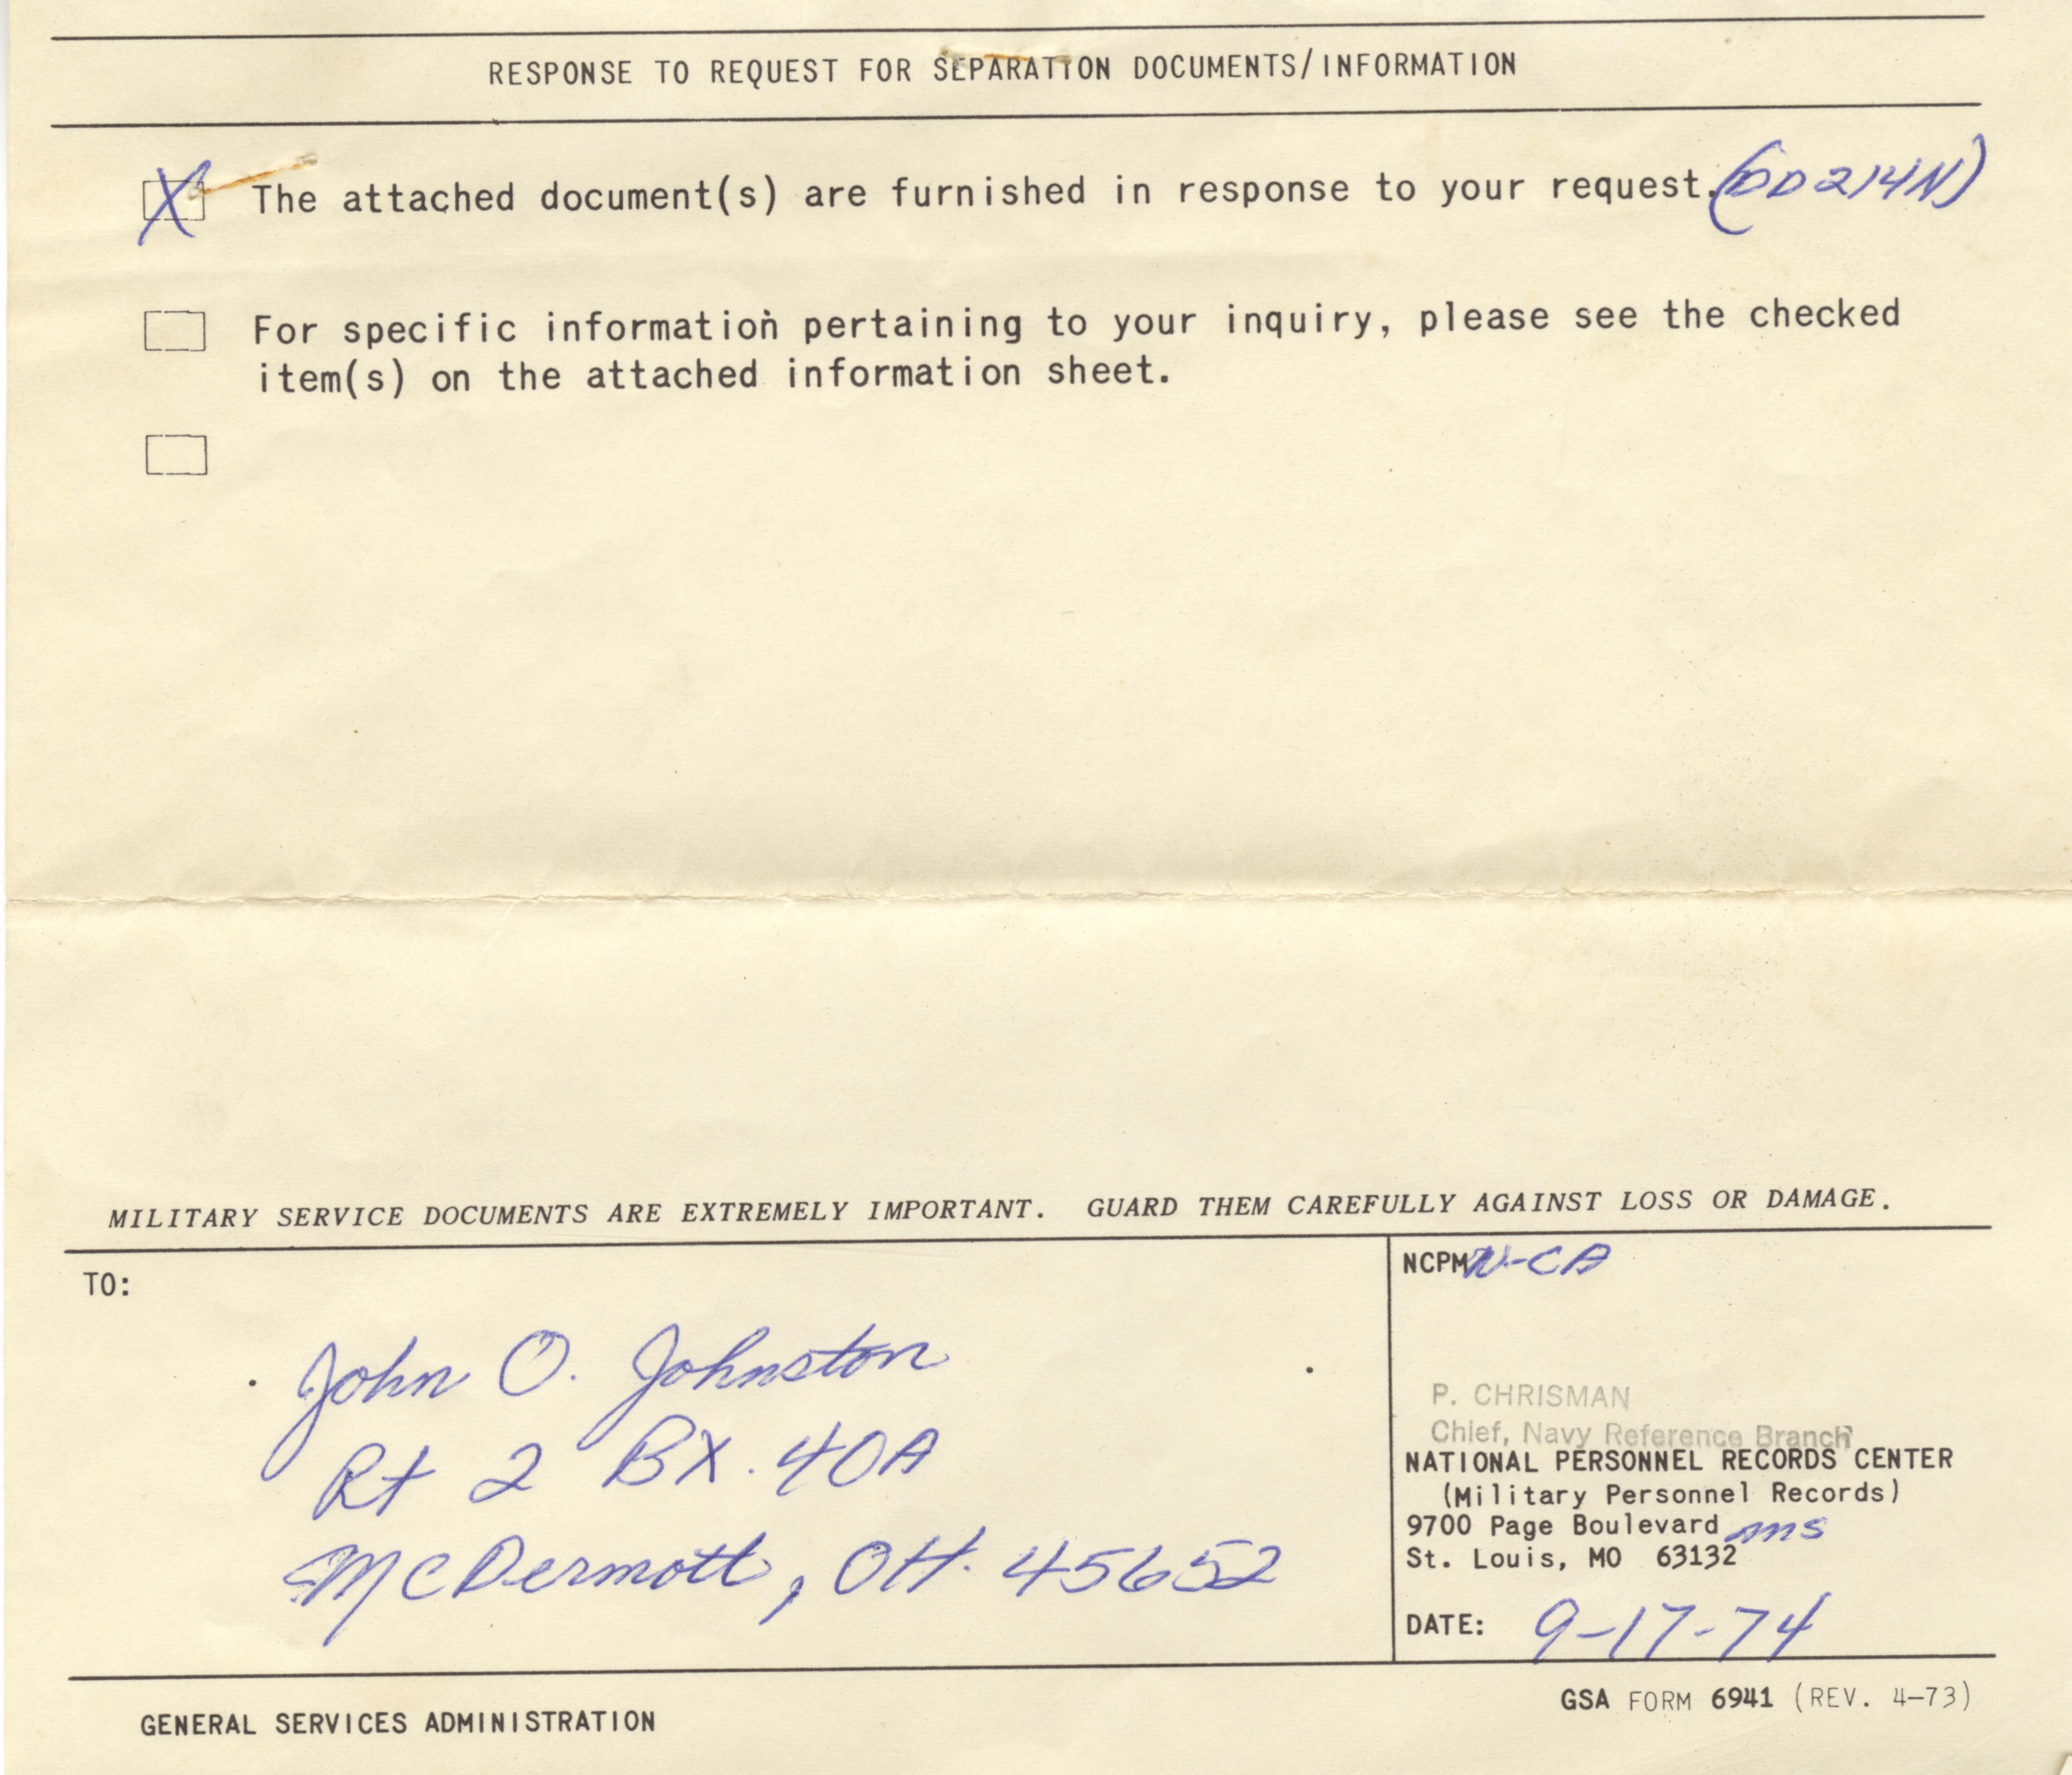 RESPONSE TO REQUEST FOR SEPARATION DOCUMENTS/INFORMATION
X The attached document(s) are furnished in response to your request. (DD214N)
For specific information pertaining to your inquiry, please see the checked
item(s) on the attached information sheet.
MILITARY SERVICE DOCUMENTS ARE EXTREMELY IMPORTANT. GUARD THEM CAREFULLY AGAINST LOSS OR DAMAGE.
TO:
John O. Johnston
Rt 2 BX. 40A
McDermott, OH. 45652
NCPMN-CA
P. CHRISMAN
Chief, Navy Reference Branch
NATIONAL PERSONNEL RECORDS CENTER
(Military Personnel Records)
9700 Page Boulevard ms
St. Louis, MO 63132
DATE: 9-17-74
GENERAL SERVICES ADMINISTRATION
GSA FORM 6941 (REV. 4-73)